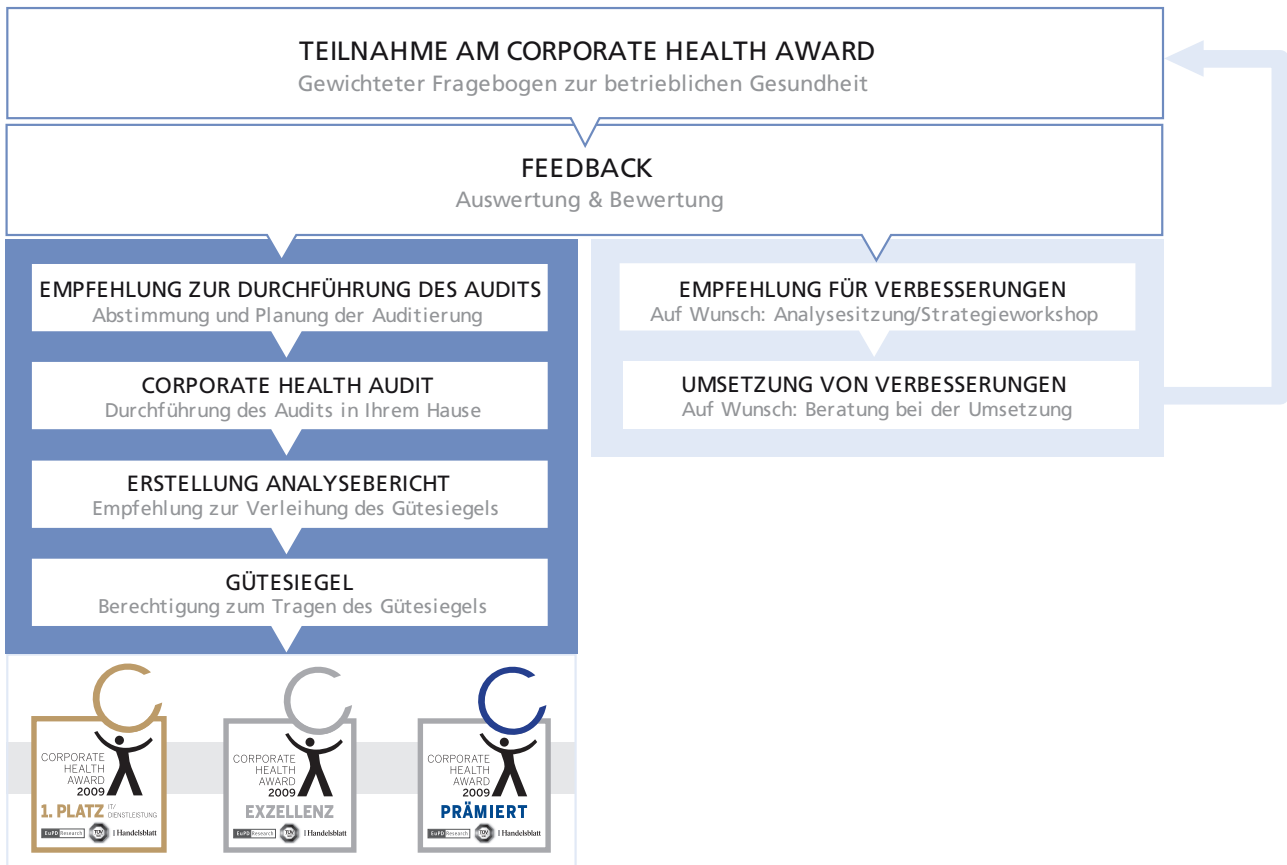 TEILNAHME AM CORPORATE HEALTH AWARD
Gewichteter Fragebogen zur betrieblichen Gesundheit
FEEDBACK
Auswertung & Bewertung
EMPFEHLUNG ZUR DURCHFÜHRUNG DES AUDITS
Abstimmung und Planung der Auditierung
CORPORATE HEALTH AUDIT
Durchführung des Audits in Ihrem Hause
ERSTELLUNG ANALYSEBERICHT
Empfehlung zur Verleihung des Gütesiegels
GÜTESIEGEL
Berechtigung zum Tragen des Gütesiegels
EMPFEHLUNG FÜR VERBESSERUNGEN
Auf Wunsch: Analysesitzung/Strategieworkshop
UMSETZUNG VON VERBESSERUNGEN
Auf Wunsch: Beratung bei der Umsetzung
CORPORATE
HEALTH
AWARD
2009
1. PLATZ IT/
DIENSTLEISTUNG
EuPD Research TÜV | Handelsblatt
CORPORATE
HEALTH
AWARD
2009
EXZELLENZ
EuPD Research TÜV | Handelsblatt
CORPORATE
HEALTH
AWARD
2009
PRÄMIERT
EuPD Research TÜV | Handelsblatt